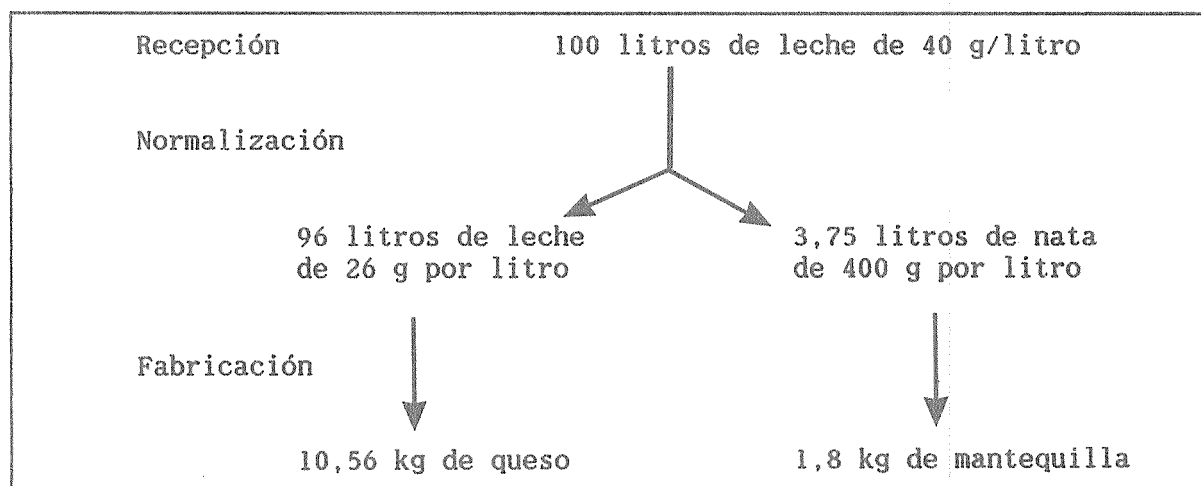 Recepción 100 litros de leche de 40 g/litro
Normalización
96 litros de leche 3,75 litros de nata
de 26 g por litro de 400 g por litro
Fabricación
10,56 kg de queso 1,8 kg de mantequilla